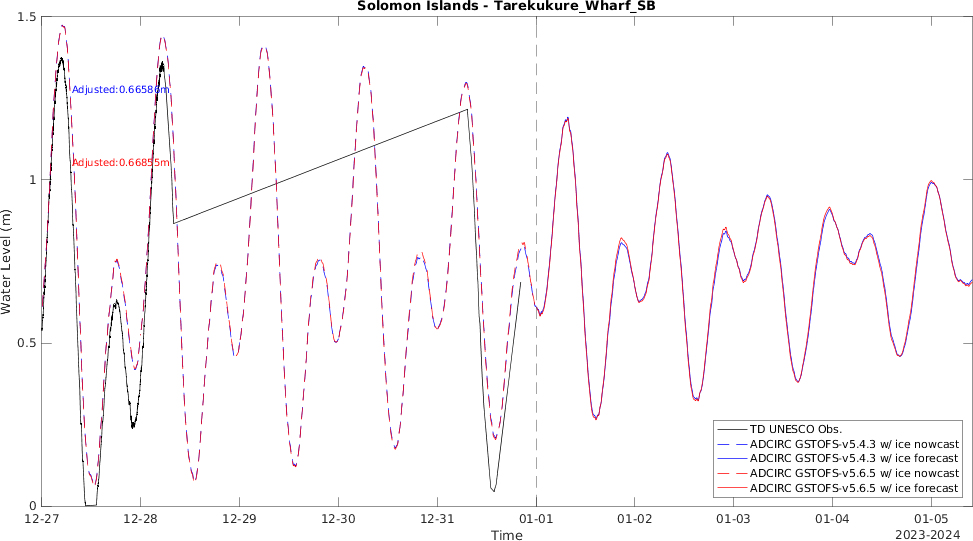 Solomon Islands - Tarekukure_Wharf_SB
1.5
1
0.5
0
Water Level (m)
Adjusted:0.66586m
Adjusted:0.66855m
TD UNESCO Obs.
ADCIRC GSTOFS-v5.4.3 w/ ice nowcast
ADCIRC GSTOFS-v5.4.3 w/ ice forecast
ADCIRC GSTOFS-v5.6.5 w/ ice nowcast
ADCIRC GSTOFS-v5.6.5 w/ ice forecast
12-27 12-28 12-29 12-30 12-31 01-01 01-02 01-03 01-04 01-05
Time
2023-2024